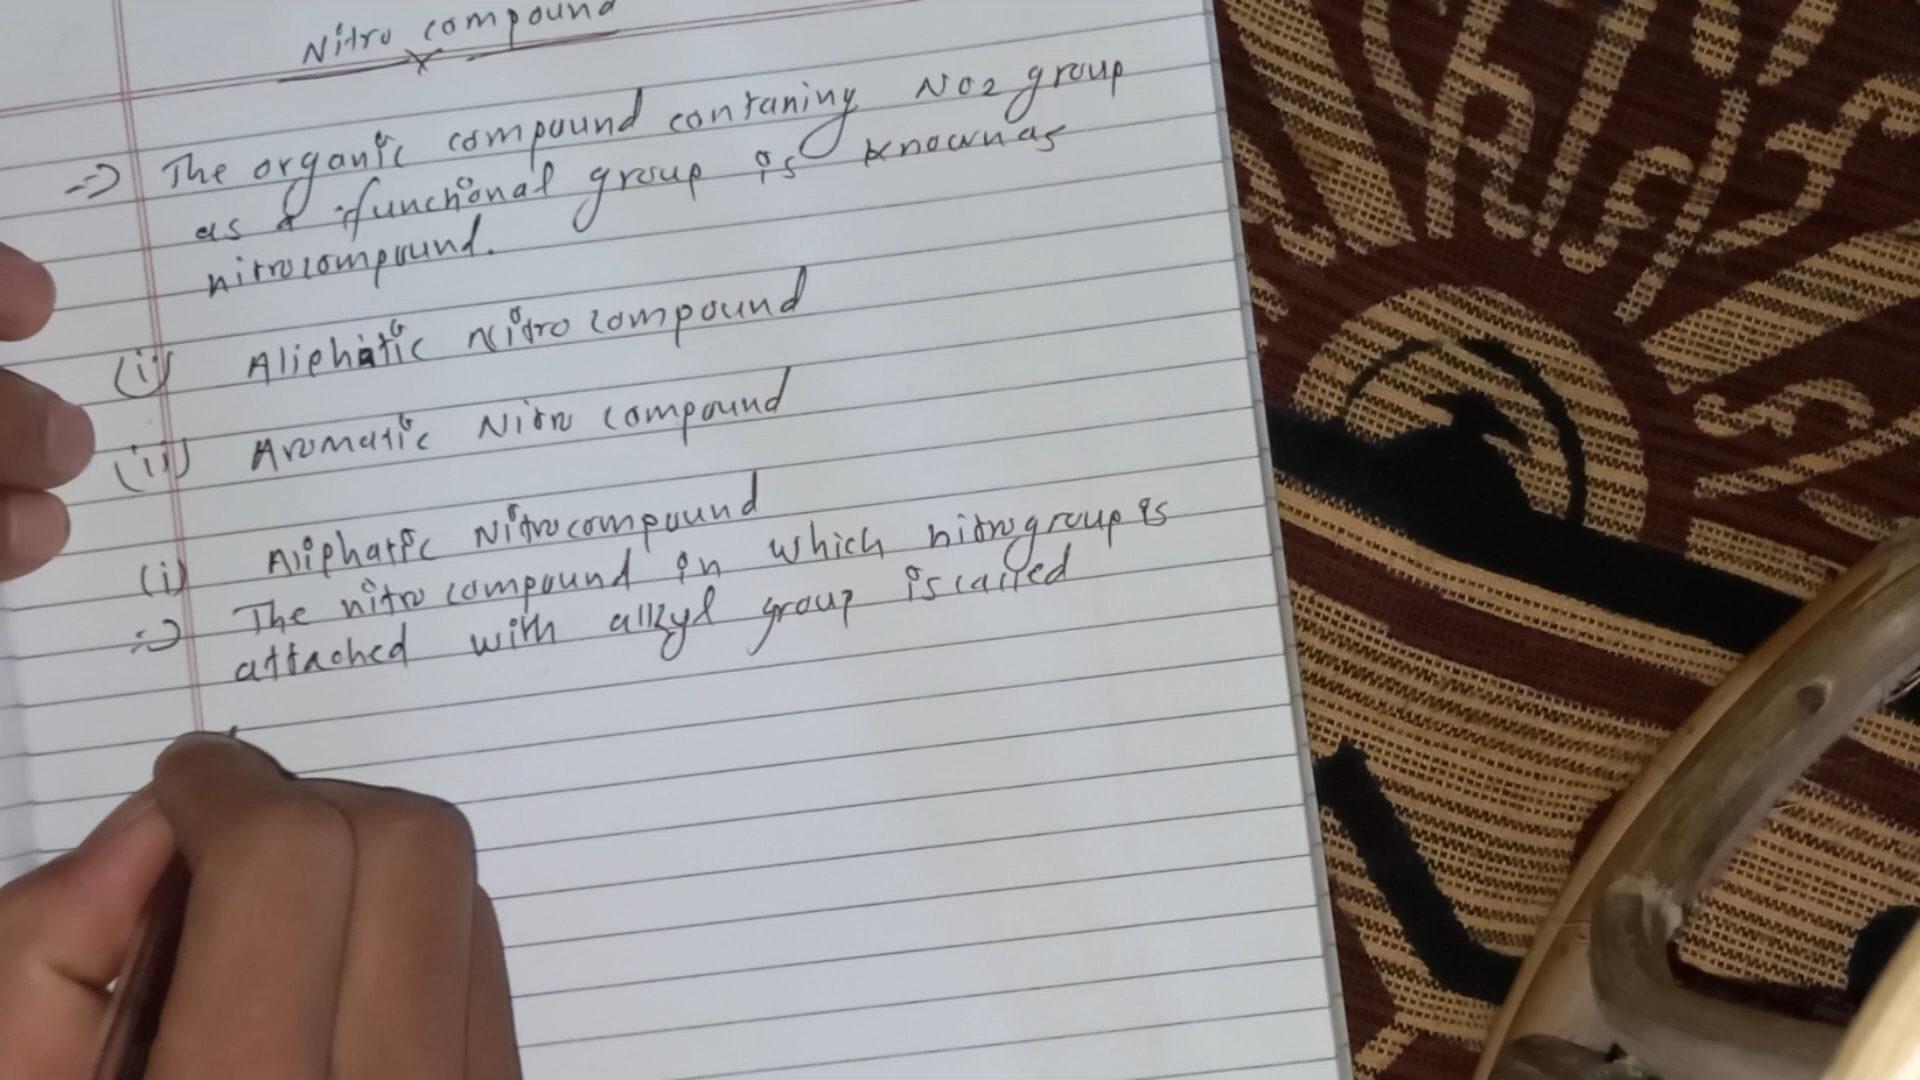 Nitro compound
=> The organic compound contaning NO2 group
as a functional group is known as
nitrocompound.
(i) Aliphatic Nitro compound
(ii) Aromatic Nitro compound
(i) Aliphatic Nitrocompound
=> The nitro compound in which nitrogroup is
attached with alkyl group is called